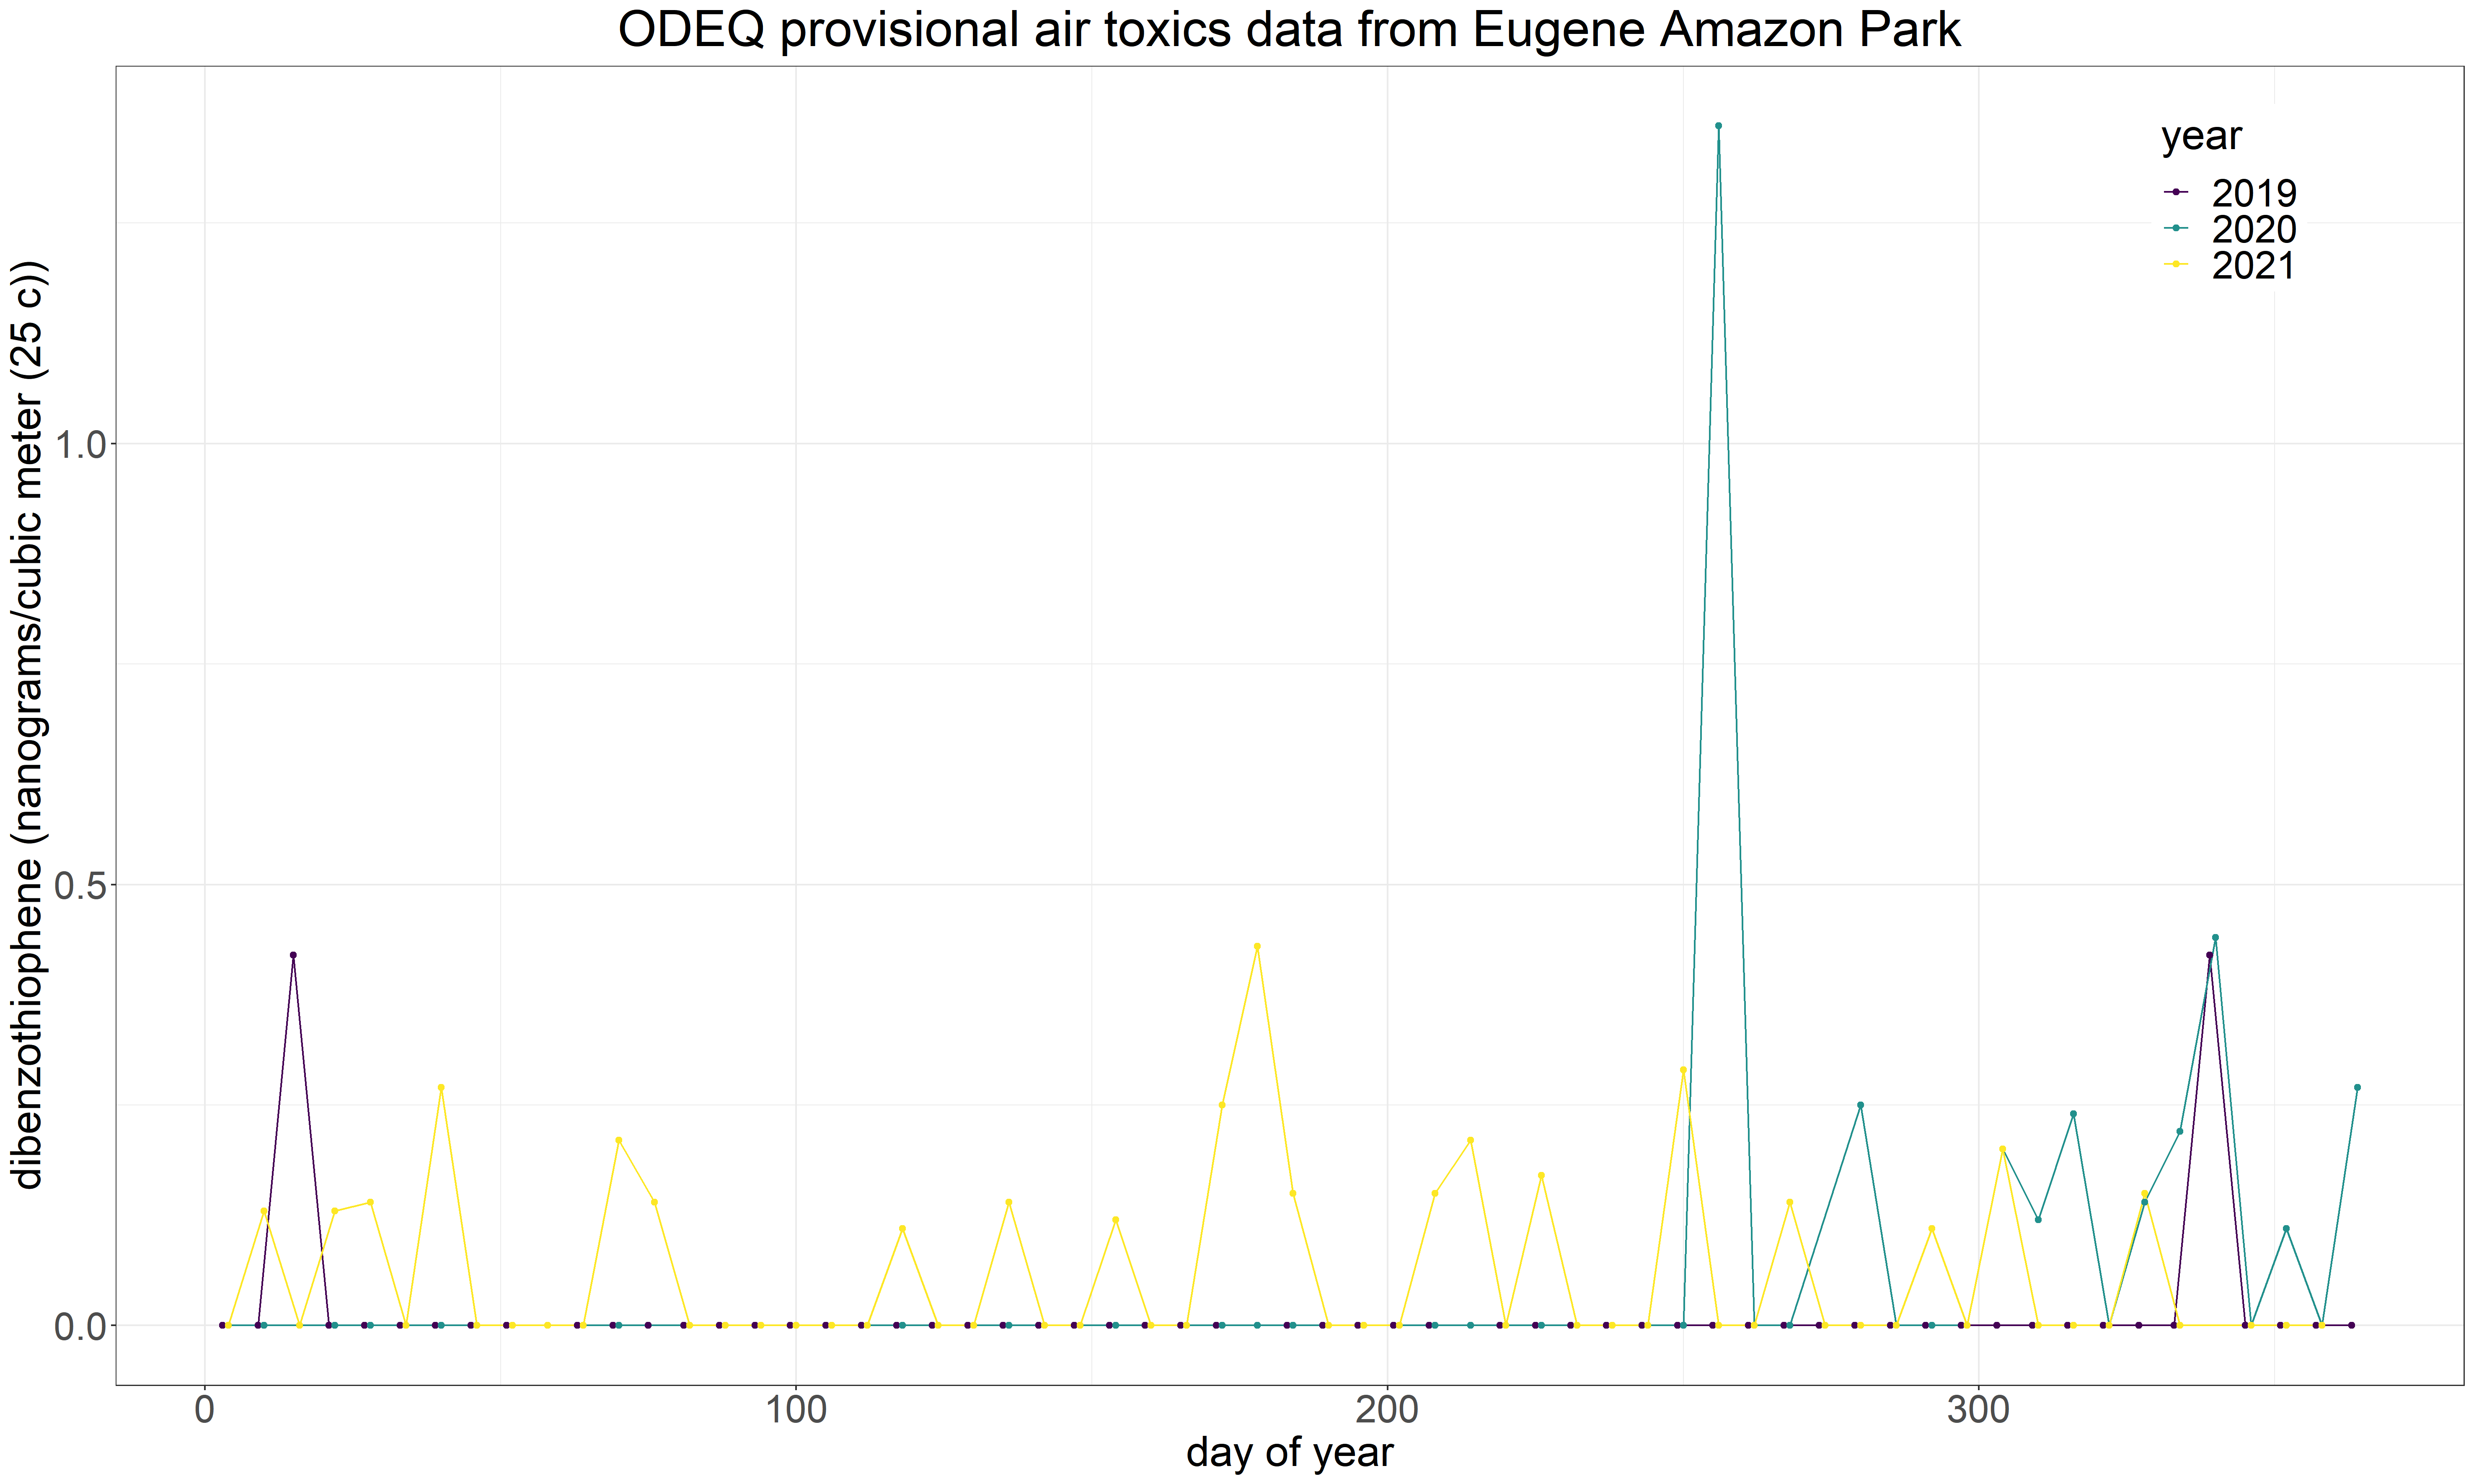 ODEQ provisional air toxics data from Eugene Amazon Park
dibenzothiophene (nanograms/cubic meter (25 c))
1.0
0.5
0.0
year
2019
2020
2021
0 100 200 300
day of year